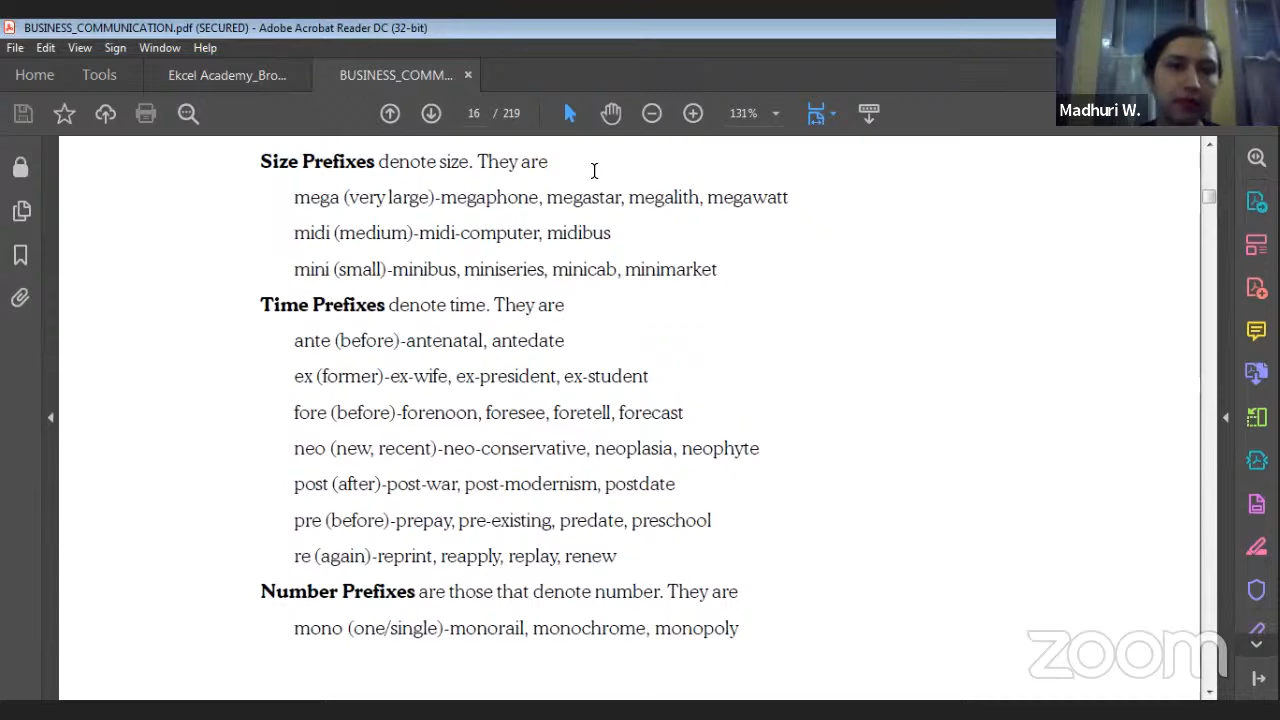 BUSINESS_COMMUNICATION.pdf (SECURED) - Adobe Acrobat Reader DC (32-bit)
File Edit View Sign Window Help
Home Tools Ekcel Academy_Bro... BUSINESS_COMM... ×
16 / 219 131%
Madhuri W.
Size Prefixes denote size. They are
mega (very large)-megaphone, megastar, megalith, megawatt
midi (medium)-midi-computer, midibus
mini (small)-minibus, miniseries, minicab, minimarket
Time Prefixes denote time. They are
ante (before)-antenatal, antedate
ex (former)-ex-wife, ex-president, ex-student
fore (before)-forenoon, foresee, foretell, forecast
neo (new, recent)-neo-conservative, neoplasia, neophyte
post (after)-post-war, post-modernism, postdate
pre (before)-prepay, pre-existing, predate, preschool
re (again)-reprint, reapply, replay, renew
Number Prefixes are those that denote number. They are
mono (one/single)-monorail, monochrome, monopoly
zoom